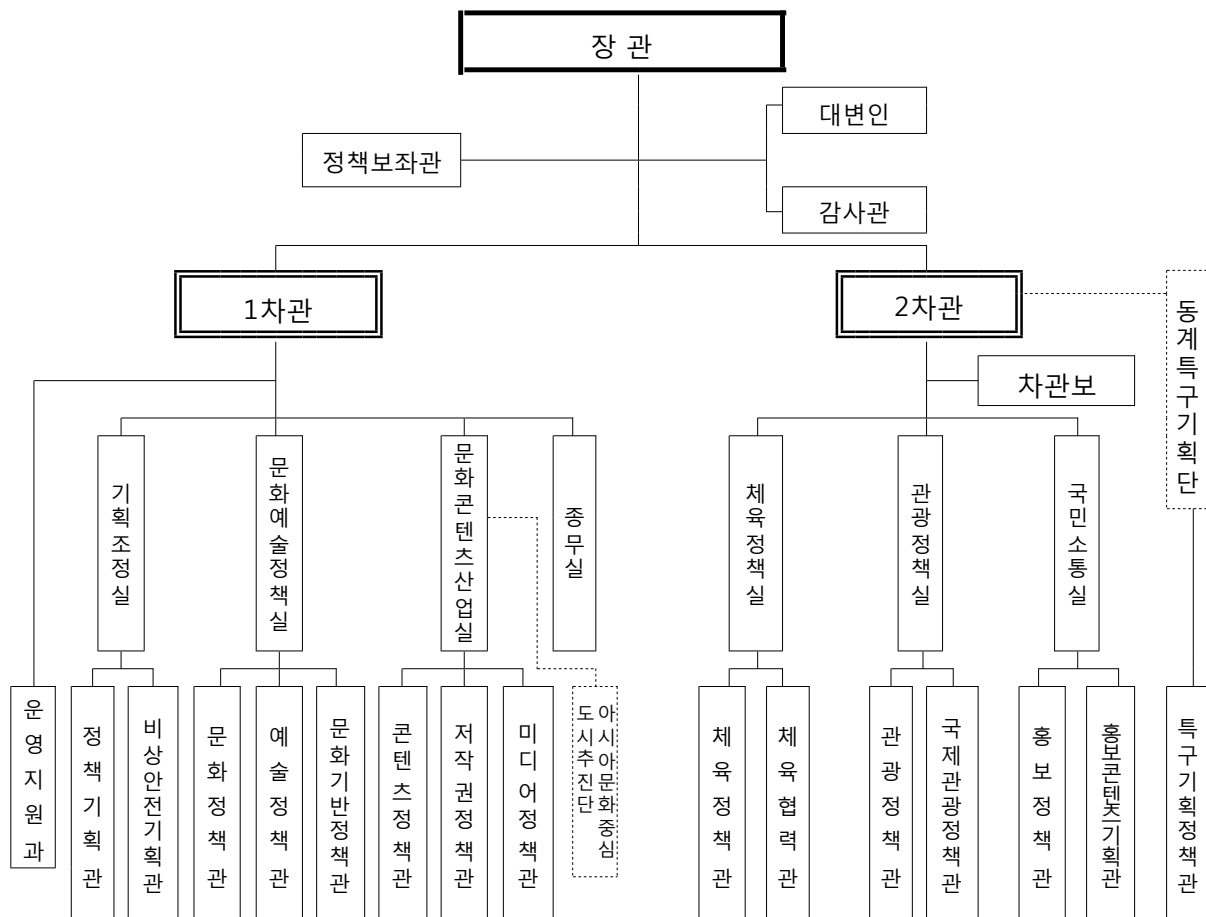 장 관
대변인
정책보좌관
감사관
1차관
2차관
차관보
동계특구기획단
기획조정실
문화예술정책실
문화콘텐츠산업실
종무실
체육정책실
관광정책실
국민소통실
운영지원과
정책기획관
비상안전기획관
문화정책관
예술정책관
문화기반정책관
콘텐츠정책관
저작권정책관
미디어정책관
아시아문화중심
도시추진단
체육정책관
체육협력관
관광정책관
국제관광정책관
홍보정책관
홍보콘텐츠기획관
특구기획정책관